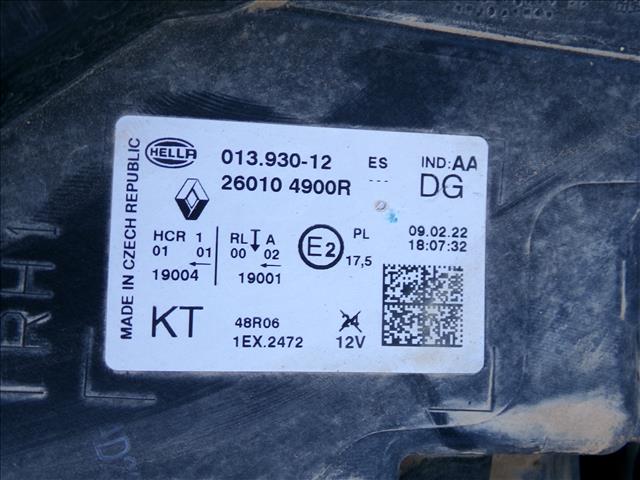 MADE IN CZECH REPUBLIC
HELLA
013.930-12 ES IND:AA
26010 4900R --- DG
HCR 1 RL A E2 PL 09.02.22
01 01 00 02 17,5 18:07:32
19004 19001
KT 48R06 24
1EX.2472 12V
RH1